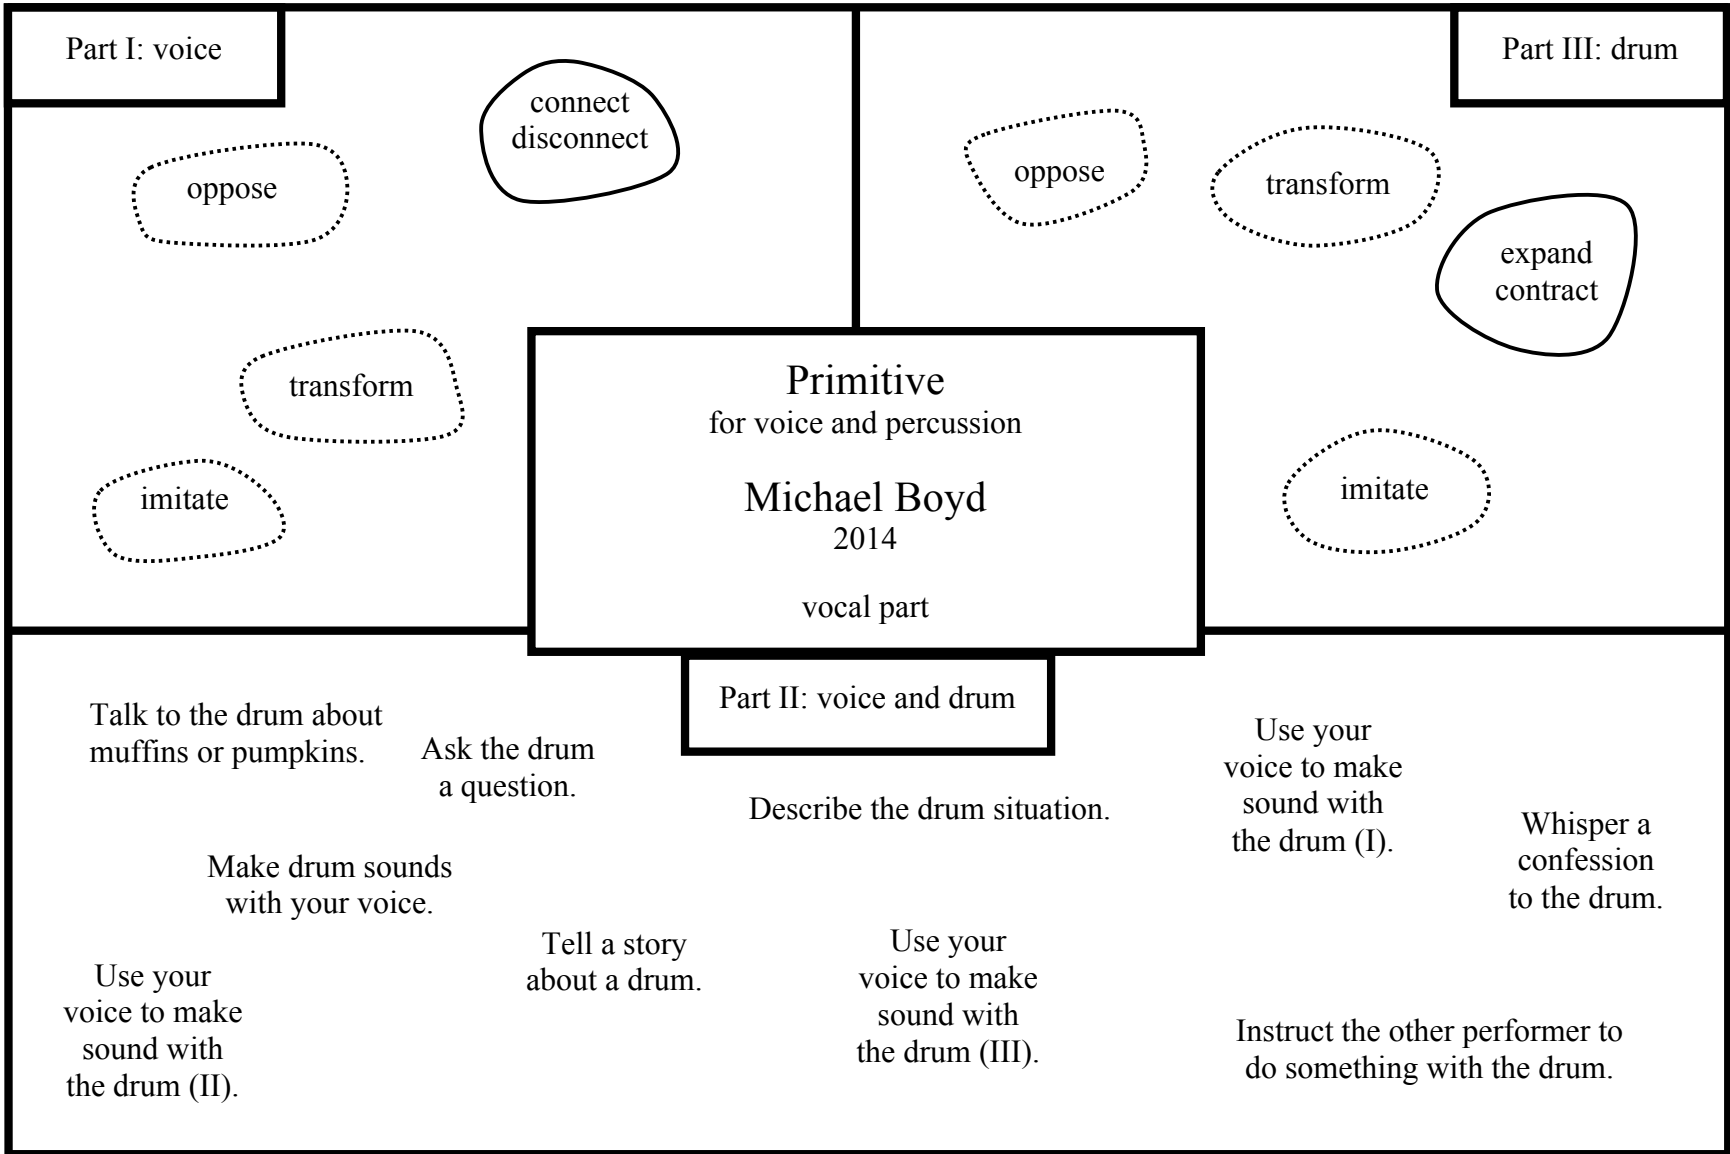 Part I: voice
connect
disconnect
oppose
transform
imitate
Part III: drum
oppose
transform
expand
contract
imitate
Primitive
for voice and percussion
Michael Boyd
2014
vocal part
Part II: voice and drum
Talk to the drum about
muffins or pumpkins.
Ask the drum
a question.
Describe the drum situation.
Use your
voice to make
sound with
the drum (I).
Whisper a
confession
to the drum.
Make drum sounds
with your voice.
Tell a story
about a drum.
Use your
voice to make
sound with
the drum (III).
Use your
voice to make
sound with
the drum (II).
Instruct the other performer to
do something with the drum.